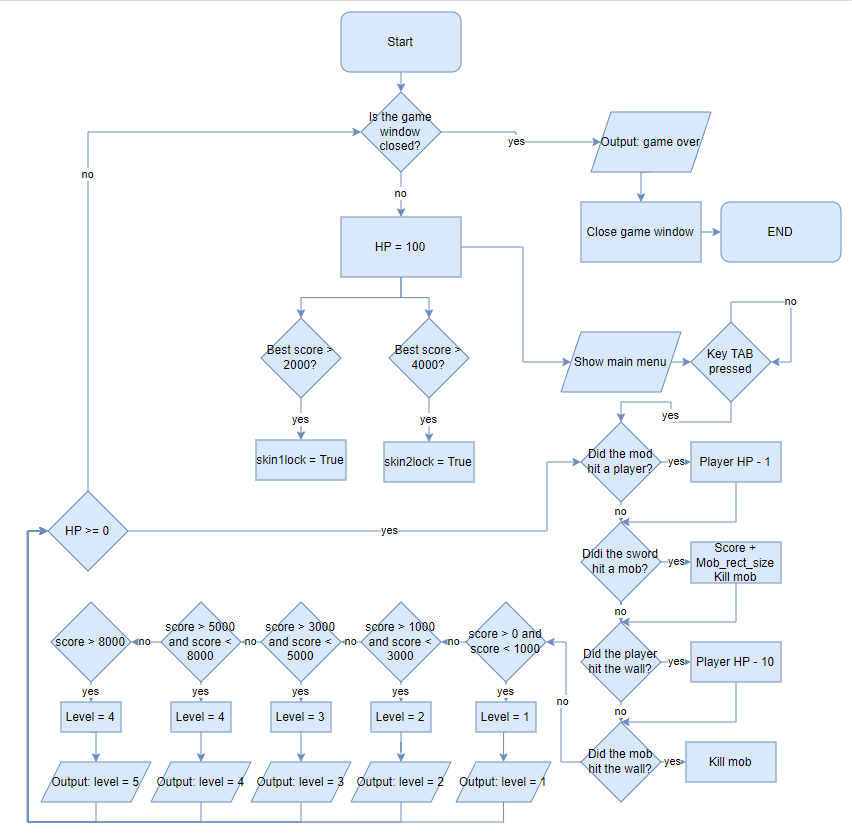 Start
Is the game
window
closed?
yes
Output: game over
no
no
Close game window
END
HP = 100
no
Best score >
2000?
Best score >
4000?
Show main menu
Key TAB
pressed
yes
yes
yes
skin1lock = True
skin2lock = True
Did the mod
hit a player?
yes
Player HP - 1
no
HP >= 0
yes
Didi the sword
hit a mob?
yes
Score +
Mob_rect_size
Kill mob
no
score > 8000
no
score > 5000
and score <
8000
no
score > 3000
and score <
5000
no
score > 1000
and score <
3000
no
score > 0 and
score < 1000
Did the player
hit the wall?
yes
Player HP - 10
yes
yes
yes
yes
yes
no
no
Level = 4
Level = 4
Level = 3
Level = 2
Level = 1
Did the mob
hit the wall?
yes
Kill mob
Output: level = 5
Output: level = 4
Output: level = 3
Output: level = 2
Output: level = 1